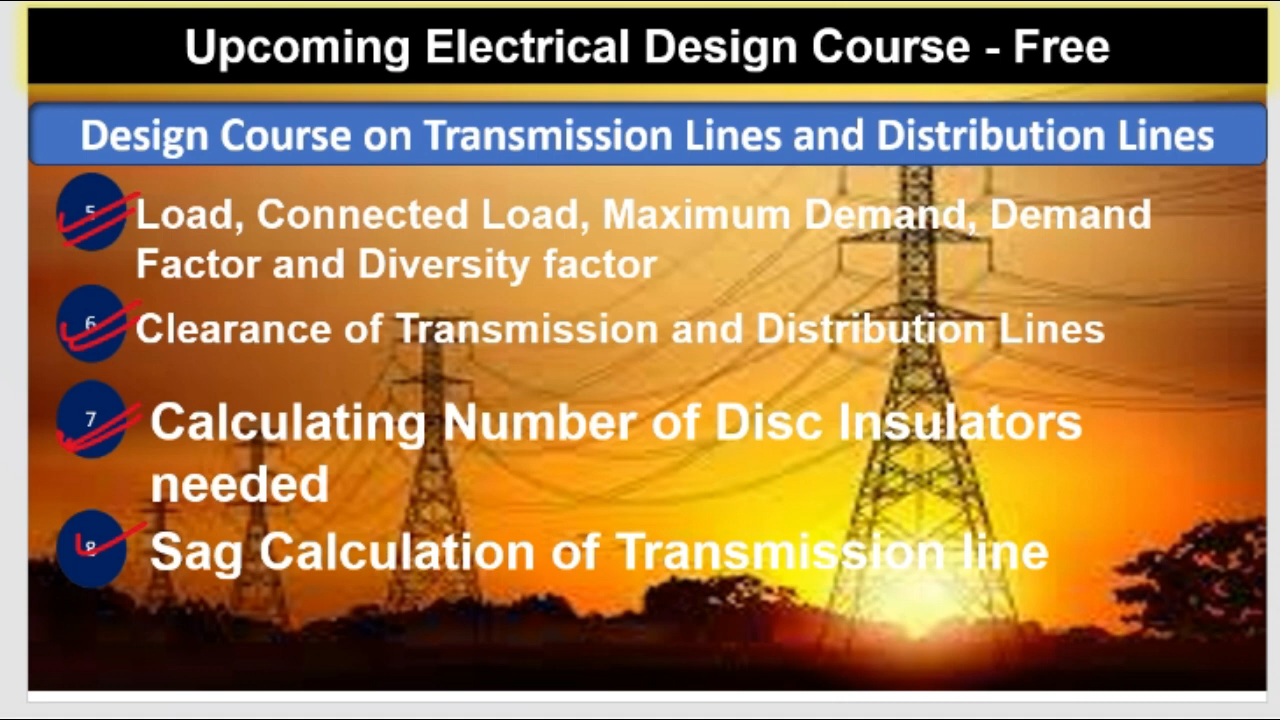 Upcoming Electrical Design Course - Free
Design Course on Transmission Lines and Distribution Lines
5 Load, Connected Load, Maximum Demand, Demand
Factor and Diversity factor
6 Clearance of Transmission and Distribution Lines
7 Calculating Number of Disc Insulators
needed
8 Sag Calculation of Transmission line